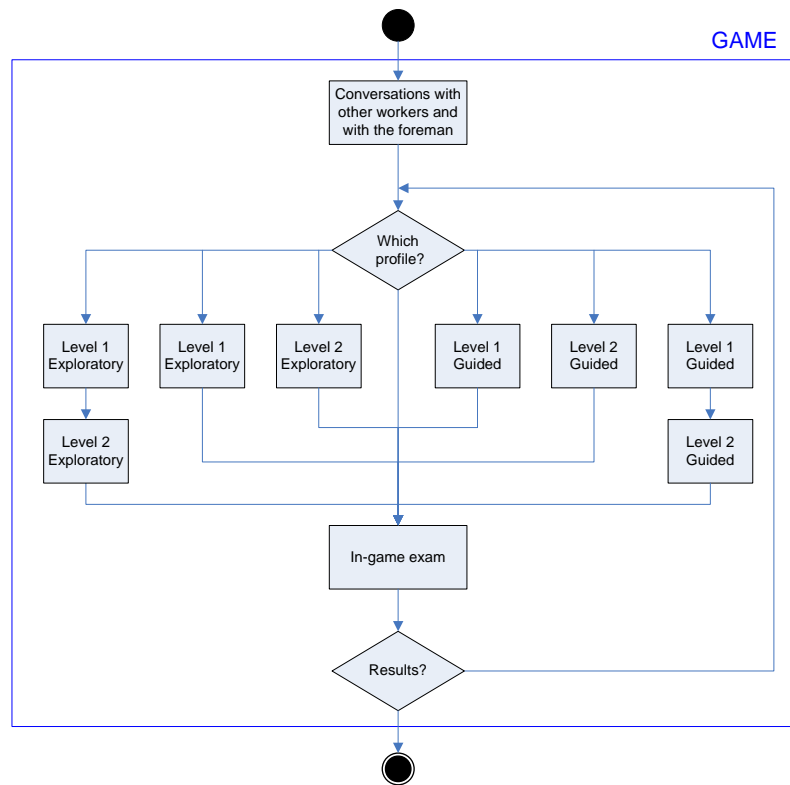 GAME
Conversations with
other workers and
with the foreman
Which
profile?
Level 1
Exploratory
Level 1
Exploratory
Level 2
Exploratory
Level 1
Guided
Level 2
Guided
Level 1
Guided
Level 2
Exploratory
Level 2
Guided
In-game exam
Results?